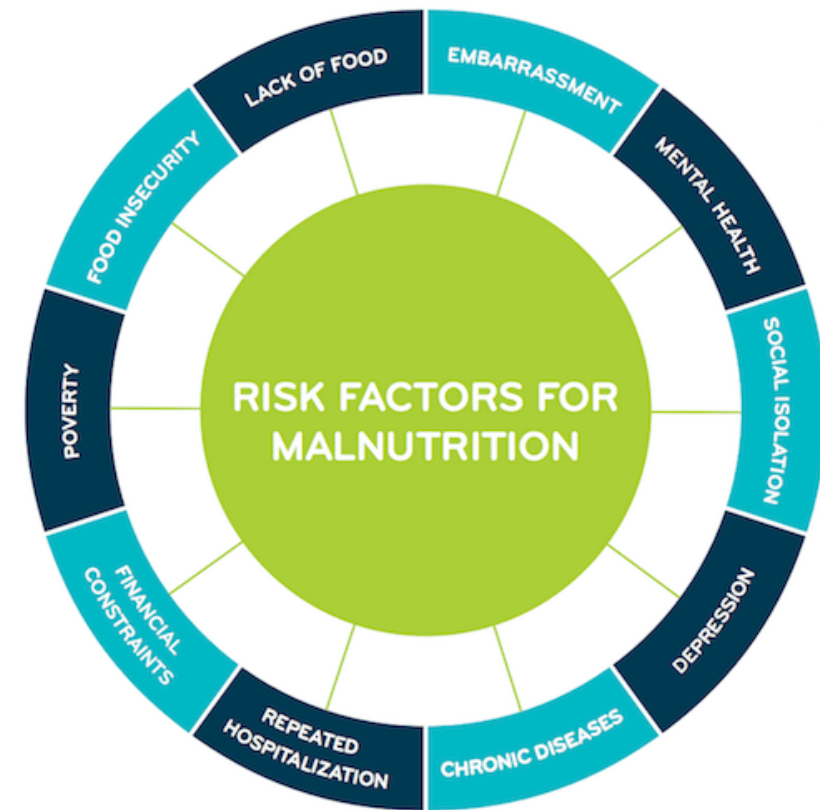 RISK FACTORS FOR
MALNUTRITION
EMBARRASSMENT
MENTAL HEALTH
SOCIAL ISOLATION
DEPRESSION
CHRONIC DISEASES
REPEATED
HOSPITALIZATION
FINANCIAL
CONSTRAINTS
POVERTY
FOOD INSECURITY
LACK OF FOOD